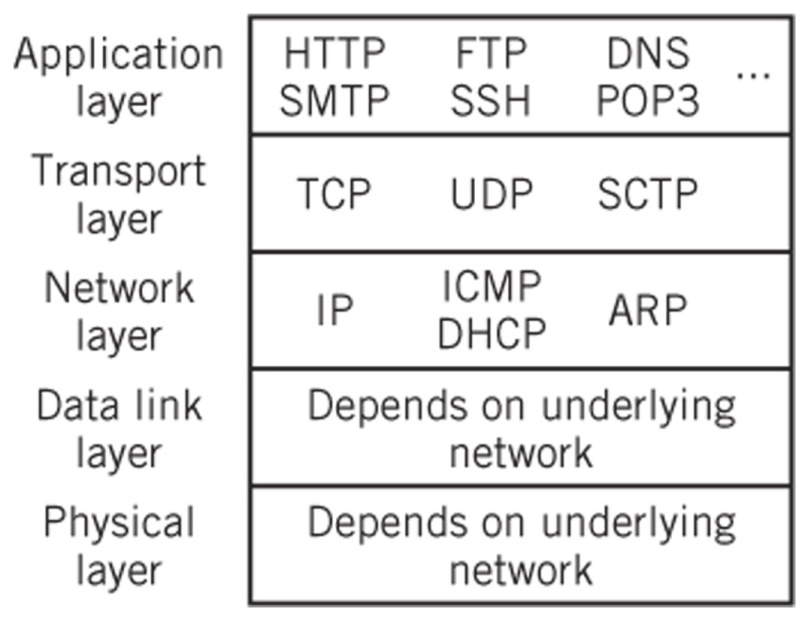 Application layer
HTTP FTP DNS ...
SMTP SSH POP3
Transport layer
TCP UDP SCTP
Network layer
IP ICMP DHCP ARP
Data link layer
Depends on underlying network
Physical layer
Depends on underlying network